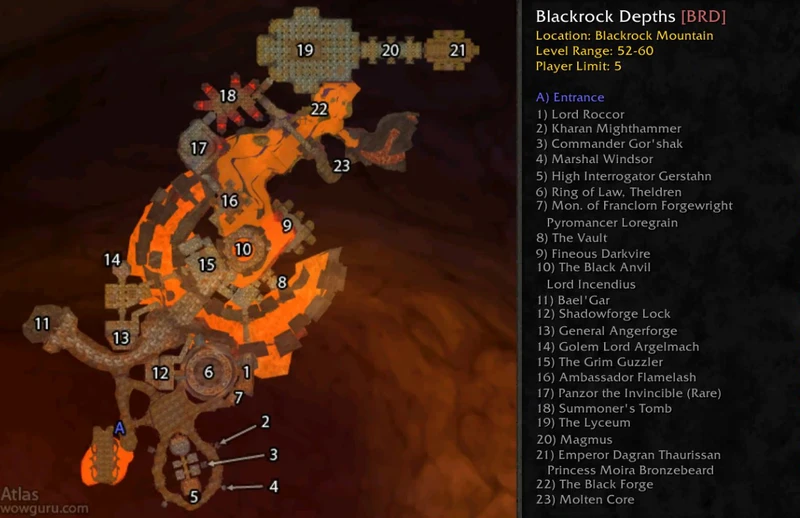 19
20
21
18
22
17
23
16
9
10
14
15
8
11
13
12
6
1
7
A
2
3
4
5
Atlas
wowguru.com
Blackrock Depths [BRD]
Location: Blackrock Mountain
Level Range: 52-60
Player Limit: 5
A) Entrance
1) Lord Roccor
2) Kharan Mighthammer
3) Commander Gor'shak
4) Marshal Windsor
5) High Interrogator Gerstahn
6) Ring of Law, Theldren
7) Mon. of Franclorn Forgewright
Pyromancer Loregrain
8) The Vault
9) Fineous Darkvire
10) The Black Anvil
Lord Incendius
11) Bael'Gar
12) Shadowforge Lock
13) General Angerforge
14) Golem Lord Argelmach
15) The Grim Guzzler
16) Ambassador Flamelash
17) Panzor the Invincible (Rare)
18) Summoner's Tomb
19) The Lyceum
20) Magmus
21) Emperor Dagran Thaurissan
Princess Moira Bronzebeard
22) The Black Forge
23) Molten Core